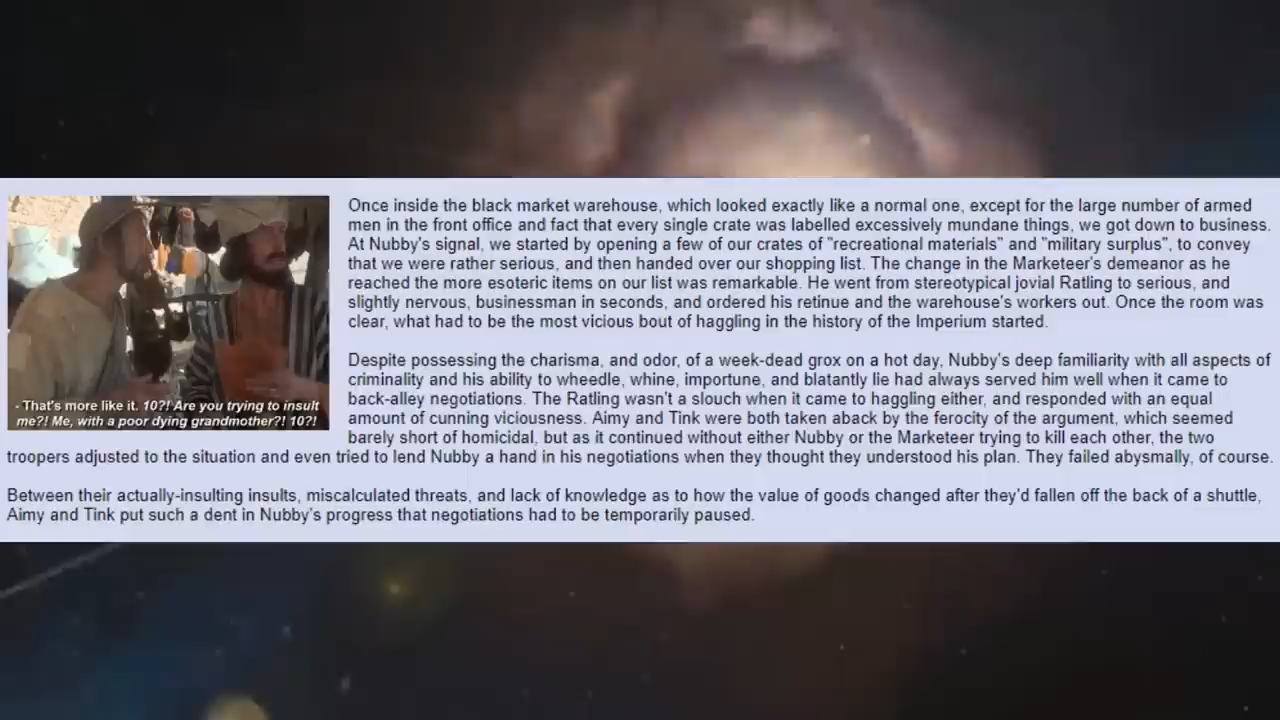 Once inside the black market warehouse, which looked exactly like a normal one, except for the large number of armed
men in the front office and fact that every single crate was labelled excessively mundane things, we got down to business.
At Nubby's signal, we started by opening a few of our crates of "recreational materials" and "military surplus", to convey
that we were rather serious, and then handed over our shopping list. The change in the Marketeer's demeanor as he
reached the more esoteric items on our list was remarkable. He went from stereotypical jovial Ratling to serious, and
slightly nervous, businessman in seconds, and ordered his retinue and the warehouse's workers out. Once the room was
clear, what had to be the most vicious bout of haggling in the history of the Imperium started.
- That's more like it. 10?! Are you trying to insult
me?! Me, with a poor dying grandmother?! 10?!
Despite possessing the charisma, and odor, of a week-dead grox on a hot day, Nubby's deep familiarity with all aspects of
criminality and his ability to wheedle, whine, importune, and blatantly lie had always served him well when it came to
back-alley negotiations. The Ratling wasn't a slouch when it came to haggling either, and responded with an equal
amount of cunning viciousness. Aimy and Tink were both taken aback by the ferocity of the argument, which seemed
barely short of homicidal, but as it continued without either Nubby or the Marketeer trying to kill each other, the two
troopers adjusted to the situation and even tried to lend Nubby a hand in his negotiations when they thought they understood his plan. They failed abysmally, of course.
Between their actually-insulting insults, miscalculated threats, and lack of knowledge as to how the value of goods changed after they'd fallen off the back of a shuttle,
Aimy and Tink put such a dent in Nubby's progress that negotiations had to be temporarily paused.